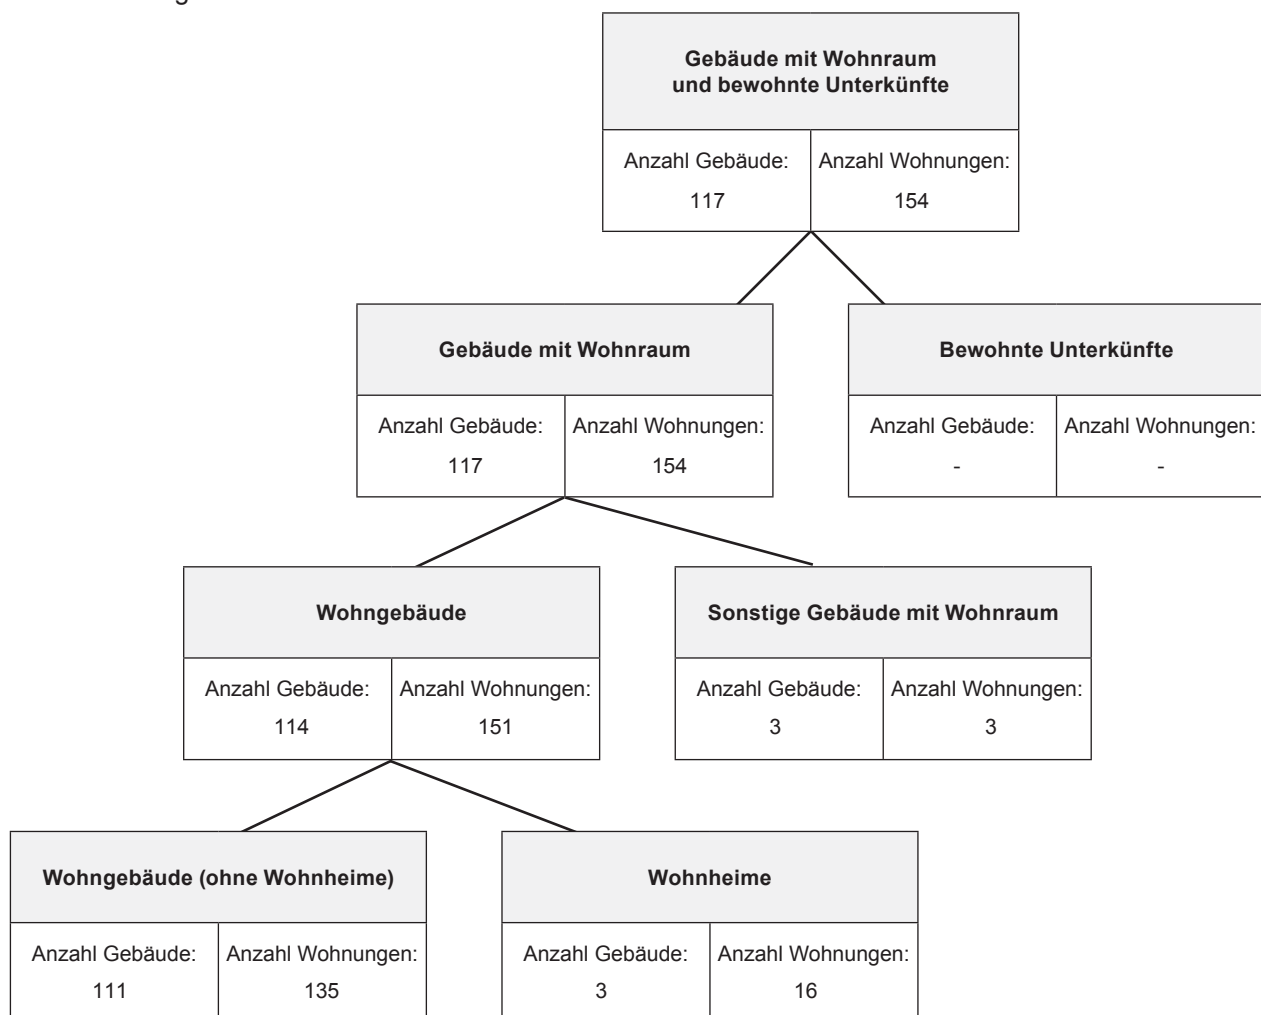 Gebäude mit Wohnraum
und bewohnte Unterkünfte
Anzahl Gebäude: Anzahl Wohnungen:
117 154
Gebäude mit Wohnraum
Anzahl Gebäude: Anzahl Wohnungen:
117 154
Bewohnte Unterkünfte
Anzahl Gebäude: Anzahl Wohnungen:
- -
Wohngebäude
Anzahl Gebäude: Anzahl Wohnungen:
114 151
Sonstige Gebäude mit Wohnraum
Anzahl Gebäude: Anzahl Wohnungen:
3 3
Wohngebäude (ohne Wohnheime)
Anzahl Gebäude: Anzahl Wohnungen:
111 135
Wohnheime
Anzahl Gebäude: Anzahl Wohnungen:
3 16